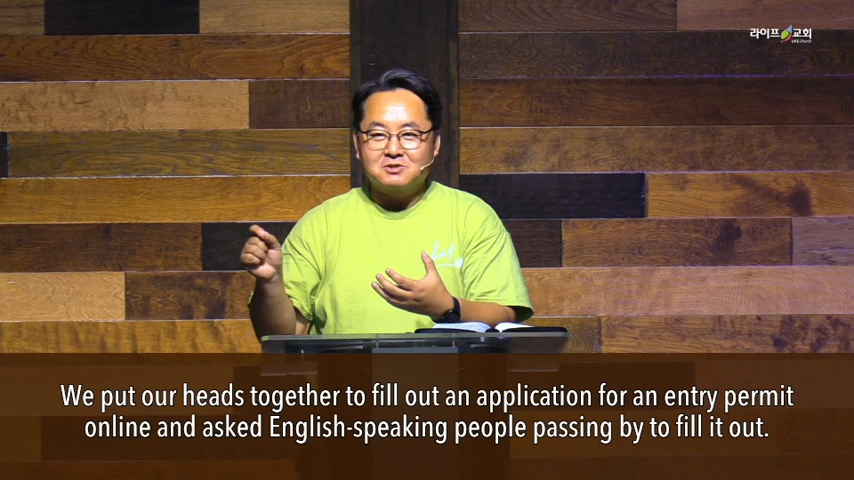 라이프교회
We put our heads together to fill out an application for an entry permit
online and asked English-speaking people passing by to fill it out.